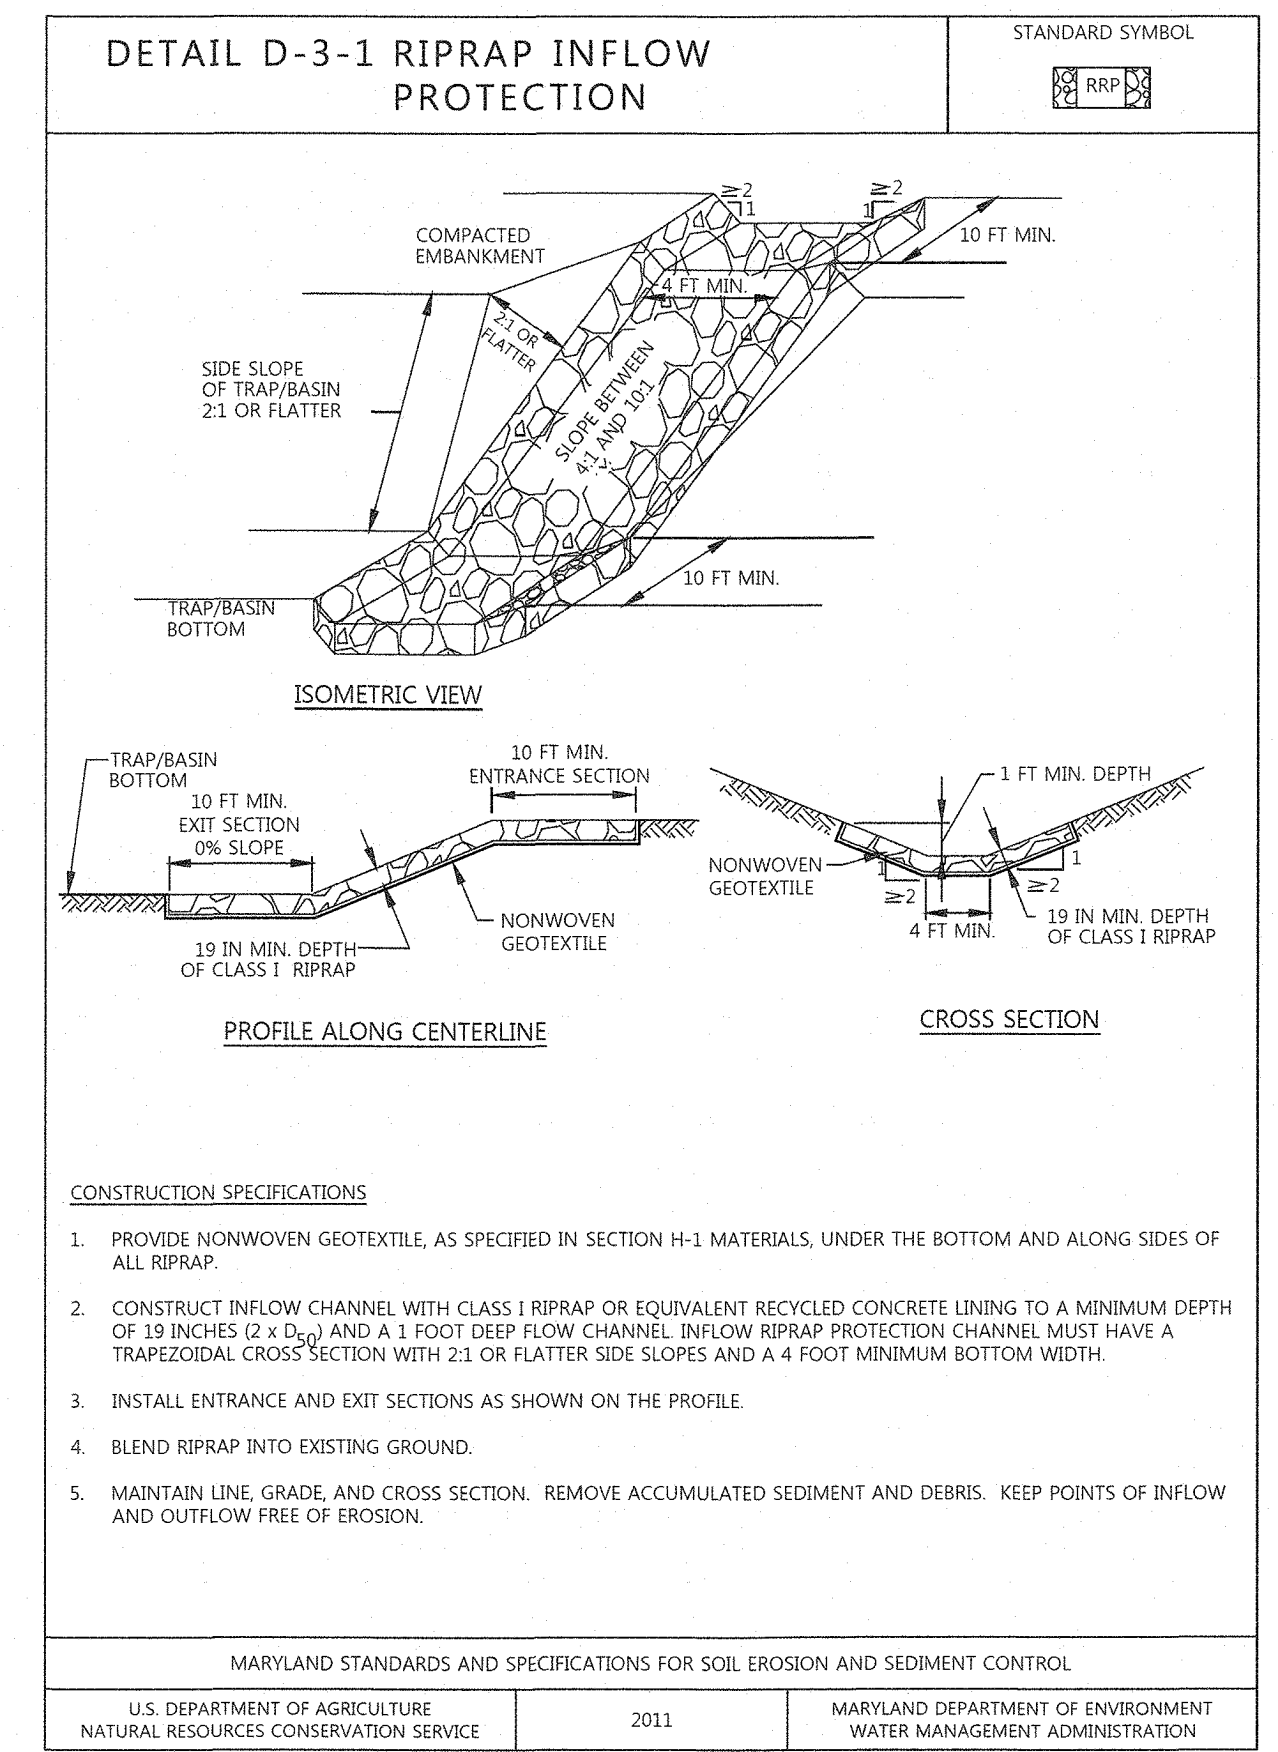 DETAIL D-3-1 RIPRAP INFLOW
PROTECTION
STANDARD SYMBOL
RRP
≥2
1
≥2
1
10 FT MIN.
COMPACTED
EMBANKMENT
4 FT MIN.
2:1 OR
FLATTER
SIDE SLOPE
OF TRAP/BASIN
2:1 OR FLATTER
SLOPE BETWEEN
4:1 AND 10:1
10 FT MIN.
TRAP/BASIN
BOTTOM
ISOMETRIC VIEW
TRAP/BASIN
BOTTOM
10 FT MIN.
EXIT SECTION
0% SLOPE
10 FT MIN.
ENTRANCE SECTION
NONWOVEN
GEOTEXTILE
19 IN MIN. DEPTH
OF CLASS I RIPRAP
PROFILE ALONG CENTERLINE
1 FT MIN. DEPTH
NONWOVEN
GEOTEXTILE
1
≥2
1
≥2
4 FT MIN.
19 IN MIN. DEPTH
OF CLASS I RIPRAP
CROSS SECTION
CONSTRUCTION SPECIFICATIONS
1. PROVIDE NONWOVEN GEOTEXTILE, AS SPECIFIED IN SECTION H-1 MATERIALS, UNDER THE BOTTOM AND ALONG SIDES OF
ALL RIPRAP.
2. CONSTRUCT INFLOW CHANNEL WITH CLASS I RIPRAP OR EQUIVALENT RECYCLED CONCRETE LINING TO A MINIMUM DEPTH
OF 19 INCHES (2 x D50) AND A 1 FOOT DEEP FLOW CHANNEL. INFLOW RIPRAP PROTECTION CHANNEL MUST HAVE A
TRAPEZOIDAL CROSS SECTION WITH 2:1 OR FLATTER SIDE SLOPES AND A 4 FOOT MINIMUM BOTTOM WIDTH.
3. INSTALL ENTRANCE AND EXIT SECTIONS AS SHOWN ON THE PROFILE.
4. BLEND RIPRAP INTO EXISTING GROUND.
5. MAINTAIN LINE, GRADE, AND CROSS SECTION. REMOVE ACCUMULATED SEDIMENT AND DEBRIS. KEEP POINTS OF INFLOW
AND OUTFLOW FREE OF EROSION.
MARYLAND STANDARDS AND SPECIFICATIONS FOR SOIL EROSION AND SEDIMENT CONTROL
U.S. DEPARTMENT OF AGRICULTURE
NATURAL RESOURCES CONSERVATION SERVICE
2011
MARYLAND DEPARTMENT OF ENVIRONMENT
WATER MANAGEMENT ADMINISTRATION